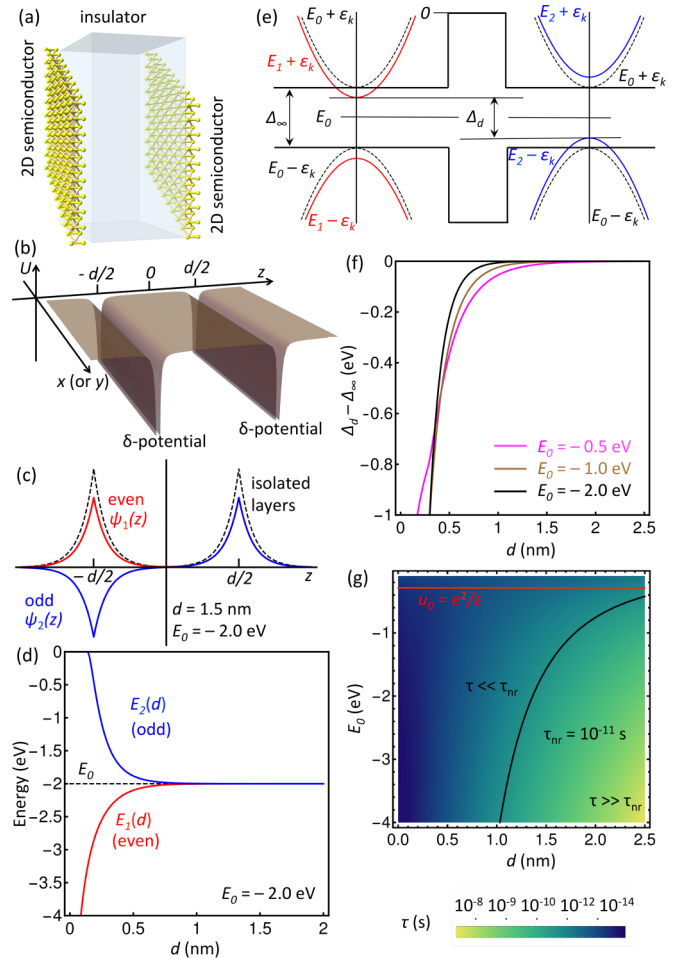 (a)
insulator
2D semiconductor
2D semiconductor
(b)
U
- d/2
0
d/2
z
x (or y)
δ-potential
δ-potential
(c)
even
ψ₁(z)
isolated
layers
−d/2
d/2
z
odd
ψ₂(z)
d = 1.5 nm
E₀ = − 2.0 eV
(d)
0
−0.5
−1
−1.5
−2
−2.5
−3
−3.5
−4
Energy (eV)
E₂(d)
(odd)
E₀
E₁(d)
(even)
E₀ = − 2.0 eV
0
0.5
1
1.5
2
d (nm)
(e)
E₀ + εₖ
0
E₂ + εₖ
E₁ + εₖ
E₀ + εₖ
Δ∞
E₀
Δd
E₀ − εₖ
E₂ − εₖ
E₁ − εₖ
E₀ − εₖ
(f)
0
−0.2
−0.4
−0.6
−0.8
−1
Δd − Δ∞ (eV)
E₀ = − 0.5 eV
E₀ = − 1.0 eV
E₀ = − 2.0 eV
0
0.5
1.0
1.5
2.0
2.5
d (nm)
(g)
u₀ = e²/ε
−1
−2
−3
−4
E₀ (eV)
τ << τnr
τnr = 10⁻¹¹ s
τ >> τnr
0.0
0.5
1.0
1.5
2.0
2.5
d (nm)
10⁻⁸ 10⁻⁹ 10⁻¹⁰ 10⁻¹² 10⁻¹⁴
τ (s)